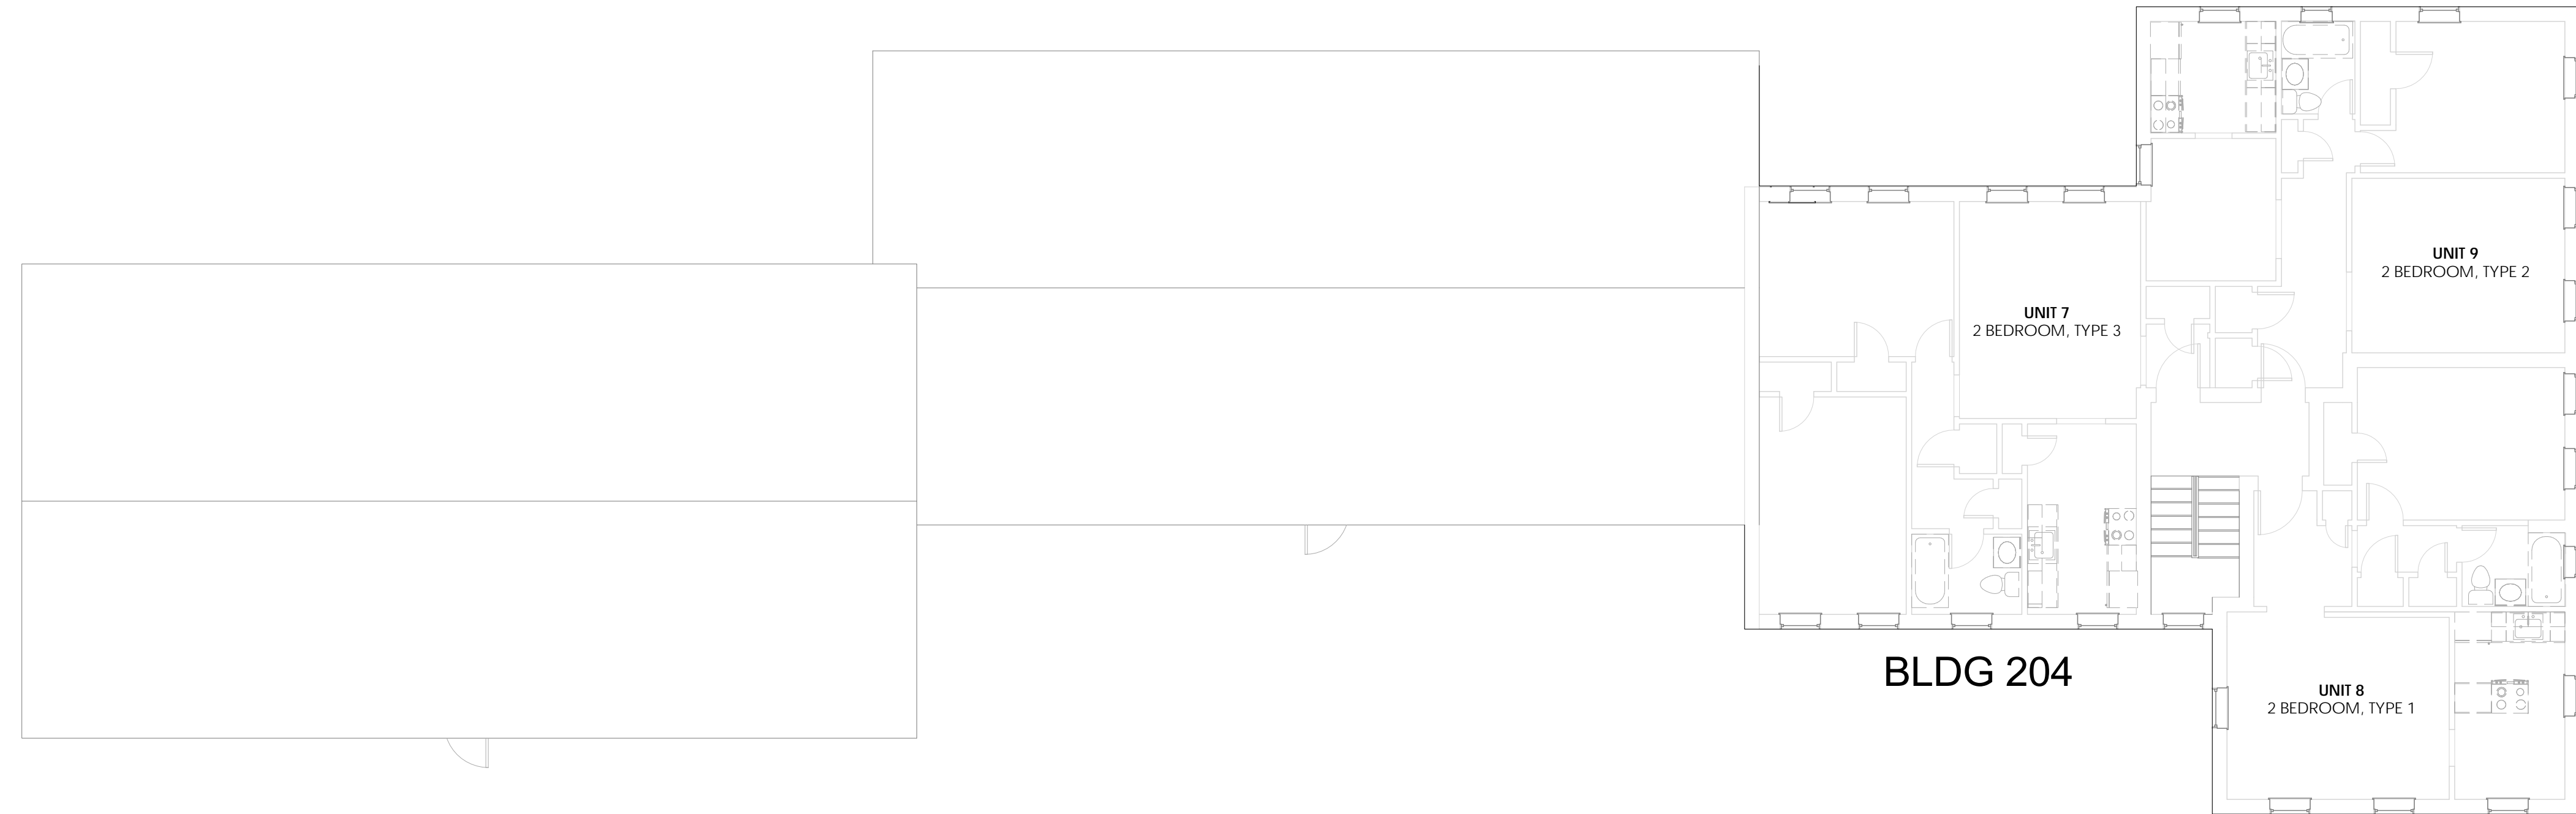 UNIT 9
2 BEDROOM, TYPE 2
UNIT 7
2 BEDROOM, TYPE 3
BLDG 204
UNIT 8
2 BEDROOM, TYPE 1